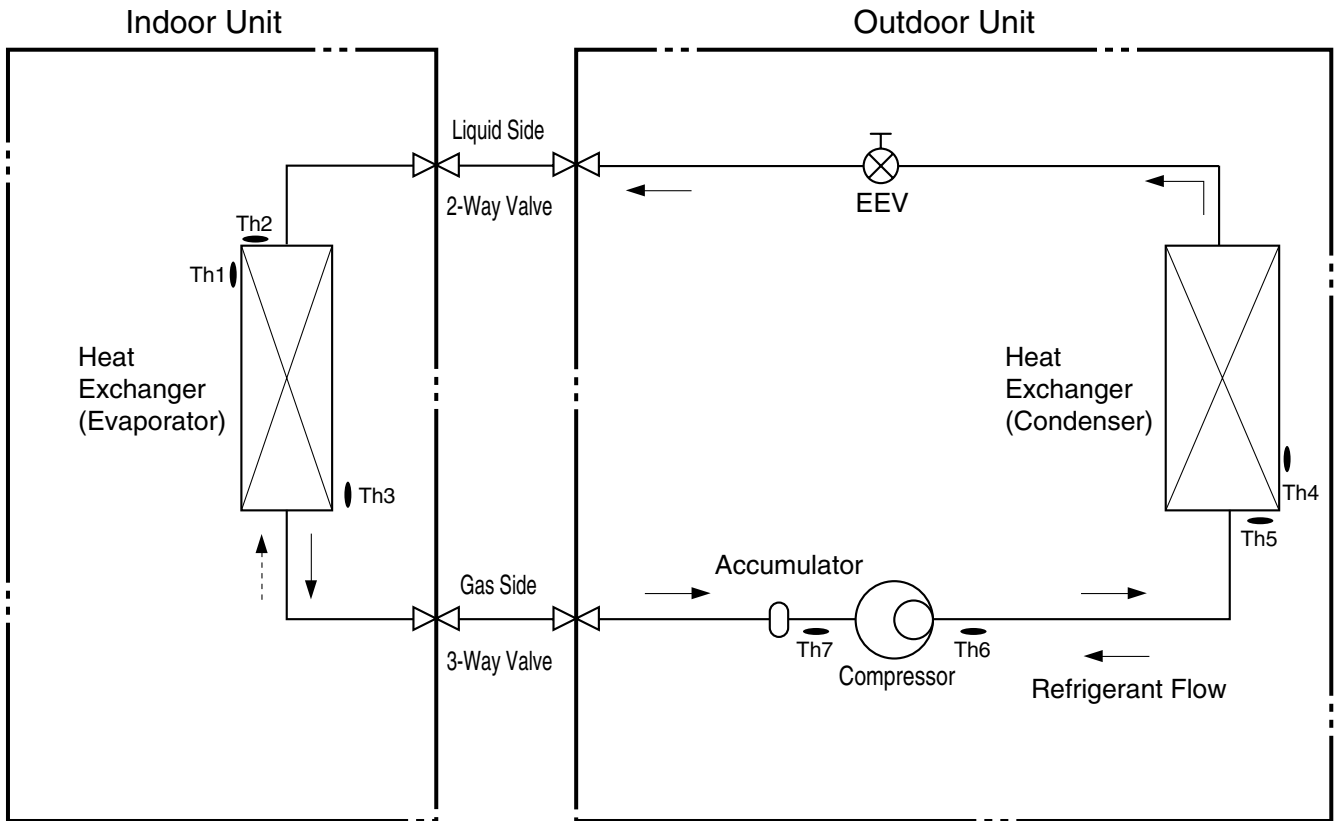 Indoor Unit
Outdoor Unit
Liquid Side
2-Way Valve
EEV
Th2
Th1
Heat
Exchanger
(Evaporator)
Th3
Heat
Exchanger
(Condenser)
Th4
Th5
Gas Side
3-Way Valve
Accumulator
Th7
Compressor
Th6
Refrigerant Flow